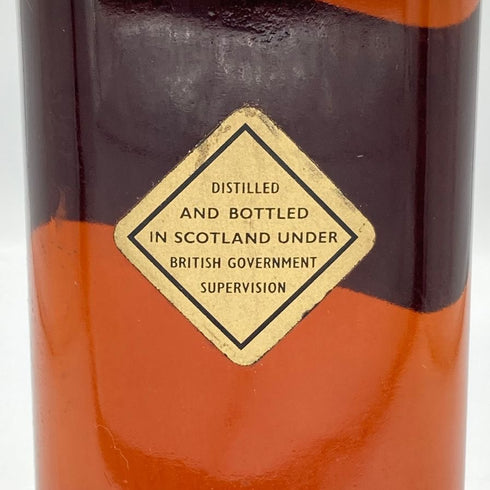 DISTILLED
AND BOTTLED
IN SCOTLAND UNDER
BRITISH GOVERNMENT
SUPERVISION